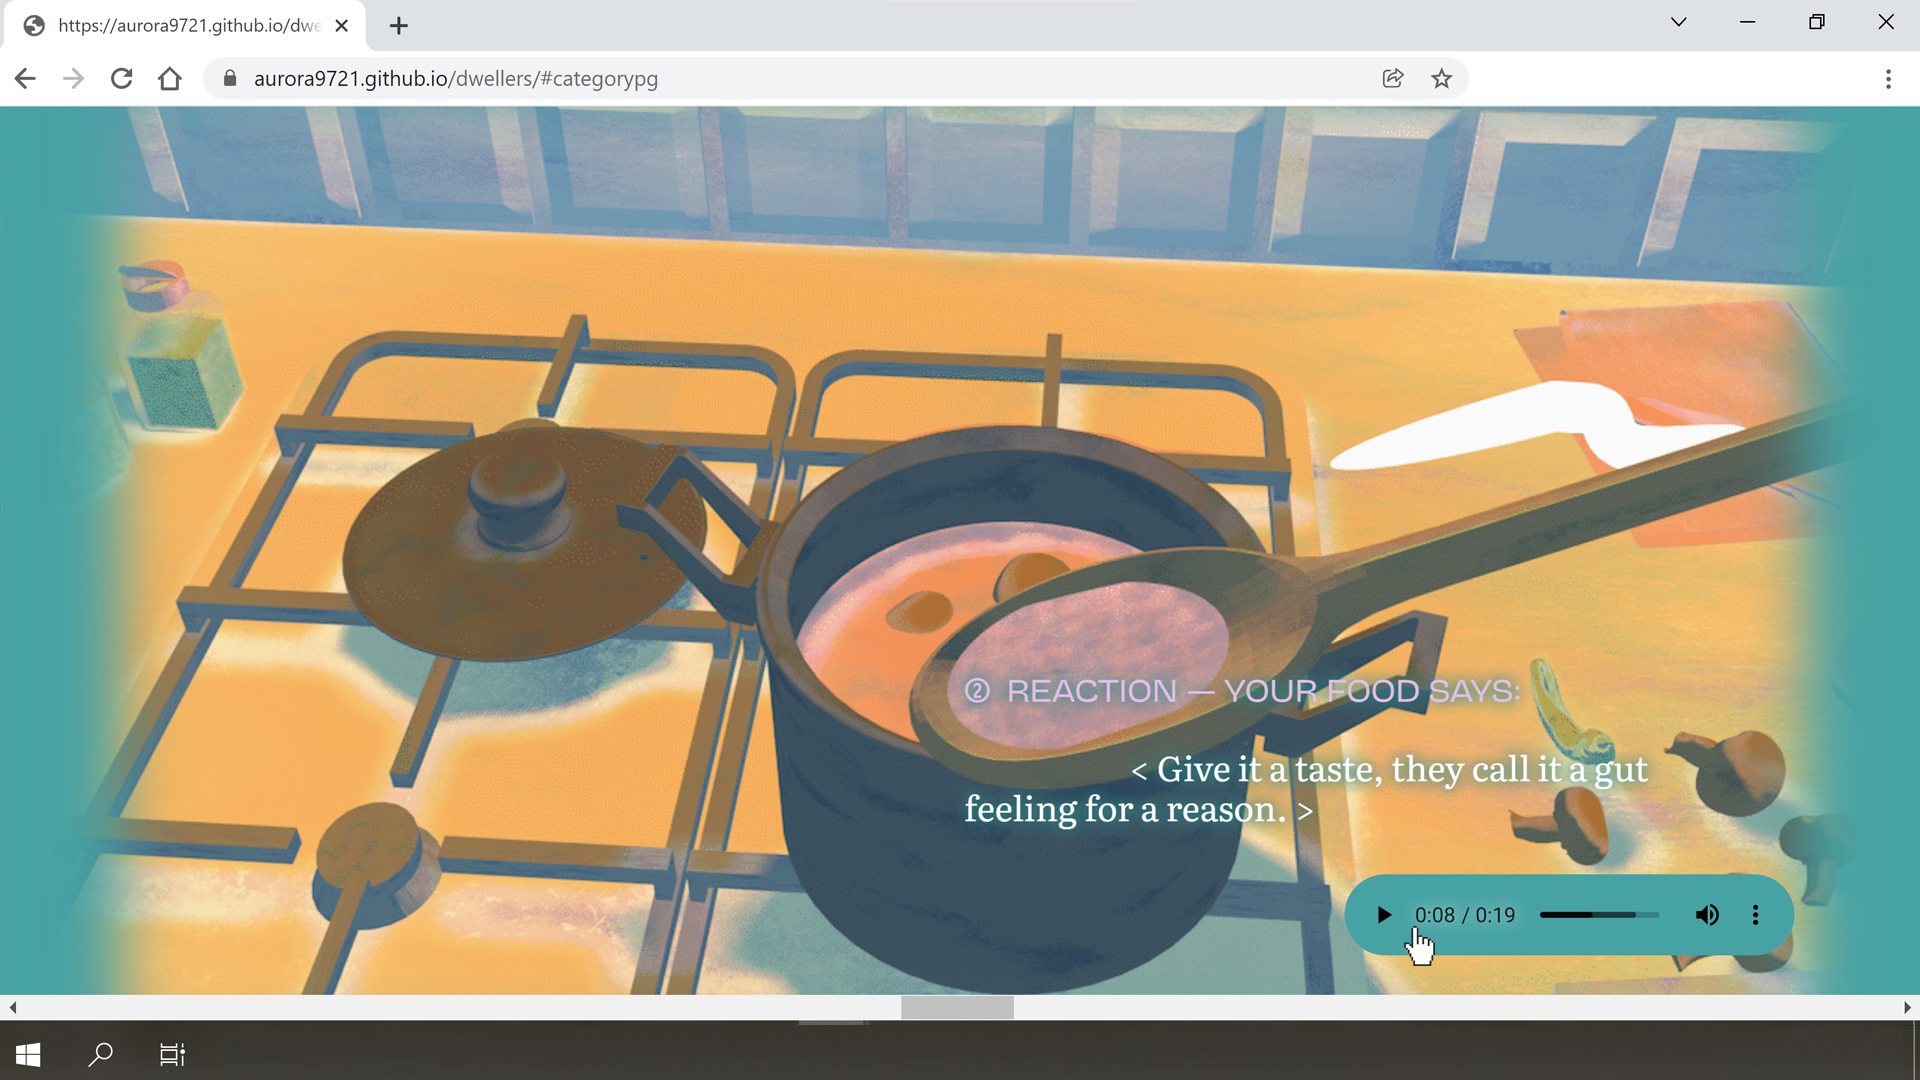 https://aurora9721.github.io/dwe
aurora9721.github.io/dwellers/#categorypg
② REACTION — YOUR FOOD SAYS:
< Give it a taste, they call it a gut
feeling for a reason. >
0:08 / 0:19